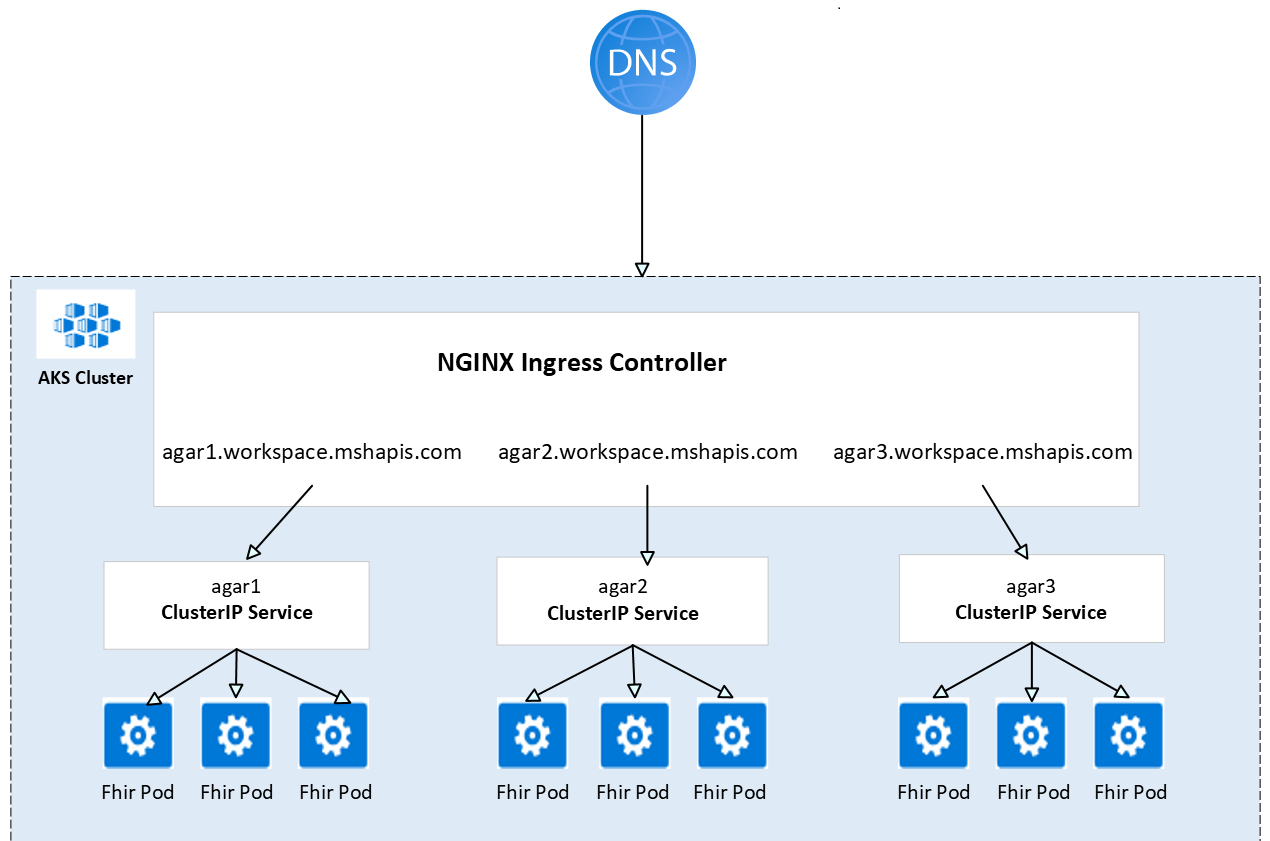 DNS
AKS Cluster
NGINX Ingress Controller
agar1.workspace.mshapis.com
agar2.workspace.mshapis.com
agar3.workspace.mshapis.com
agar1
ClusterIP Service
agar2
ClusterIP Service
agar3
ClusterIP Service
Fhir Pod
Fhir Pod
Fhir Pod
Fhir Pod
Fhir Pod
Fhir Pod
Fhir Pod
Fhir Pod
Fhir Pod